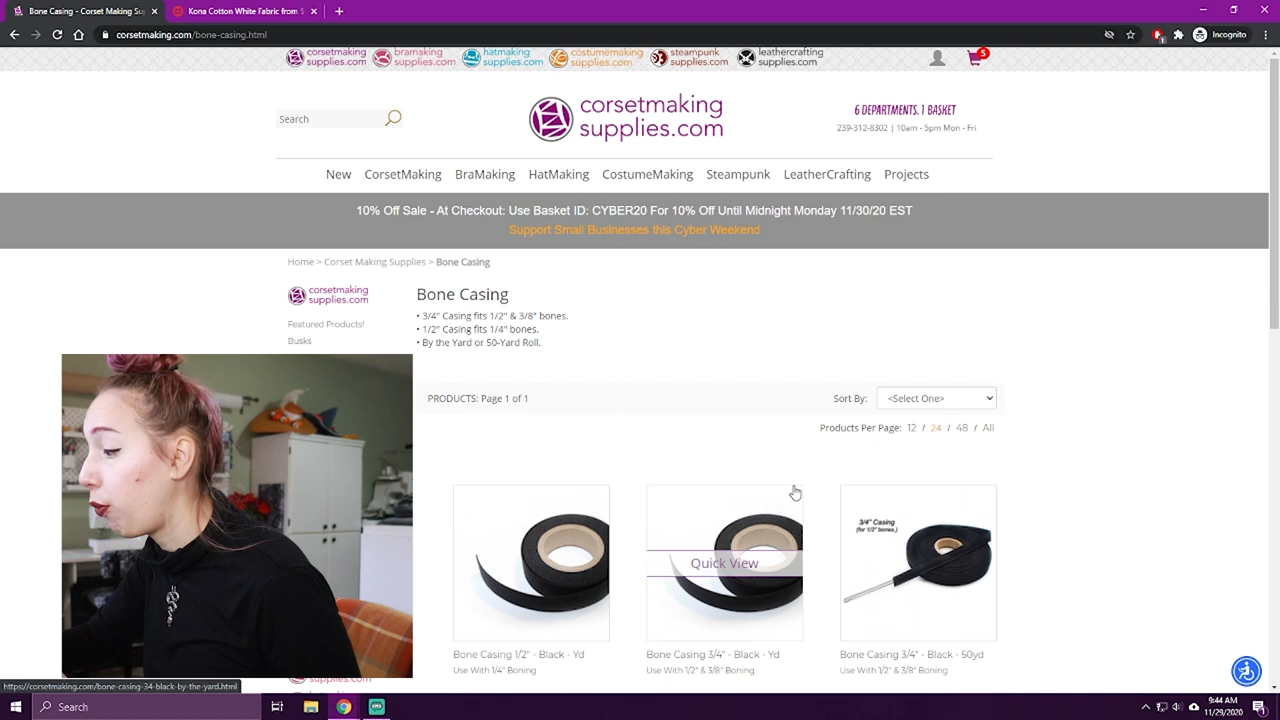 Bone Casing - Corset Making Sup
Kona Cotton White Fabric from S
corsetmaking.com/bone-casing.html
Incognito
corsetmaking supplies.com
bramaking supplies.com
hatmaking supplies.com
costumemaking supplies.com
steampunk supplies.com
leathercrafting supplies.com
5
Search
corsetmaking
supplies.com
6 DEPARTMENTS, 1 BASKET
239-312-8302 | 10am - 5pm Mon - Fri
New CorsetMaking BraMaking HatMaking CostumeMaking Steampunk LeatherCrafting Projects
10% Off Sale - At Checkout: Use Basket ID: CYBER20 For 10% Off Until Midnight Monday 11/30/20 EST
Support Small Businesses this Cyber Weekend
Home > Corset Making Supplies > Bone Casing
corsetmaking
supplies.com
Featured Products!
Busks
Bone Casing
• 3/4" Casing fits 1/2" & 3/8" bones.
• 1/2" Casing fits 1/4" bones.
• By the Yard or 50-Yard Roll.
PRODUCTS: Page 1 of 1
Sort By: <Select One>
Products Per Page: 12 / 24 / 48 / All
3/4" Casing
(for 1/2" bones.)
Quick View
Bone Casing 1/2" - Black - Yd
Use With 1/4" Boning
Bone Casing 3/4" - Black - Yd
Use With 1/2" & 3/8" Boning
Bone Casing 3/4" - Black - 50yd
Use With 1/2" & 3/8" Boning
https://corsetmaking.com/bone-casing-34-black-by-the-yard.html
Search
9:44 AM
11/29/2020